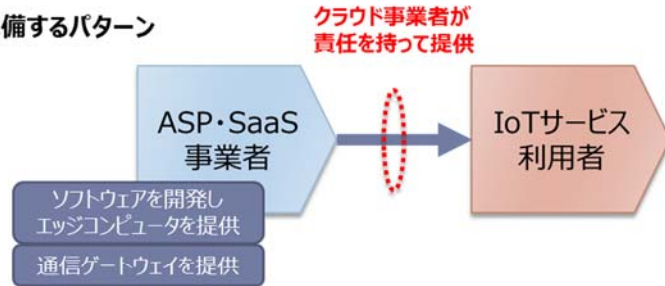 備するパターン
クラウド事業者が
責任を持って提供
ASP・SaaS
事業者
IoTサービス
利用者
ソフトウェアを開発し
エッジコンピュータを提供
通信ゲートウェイを提供